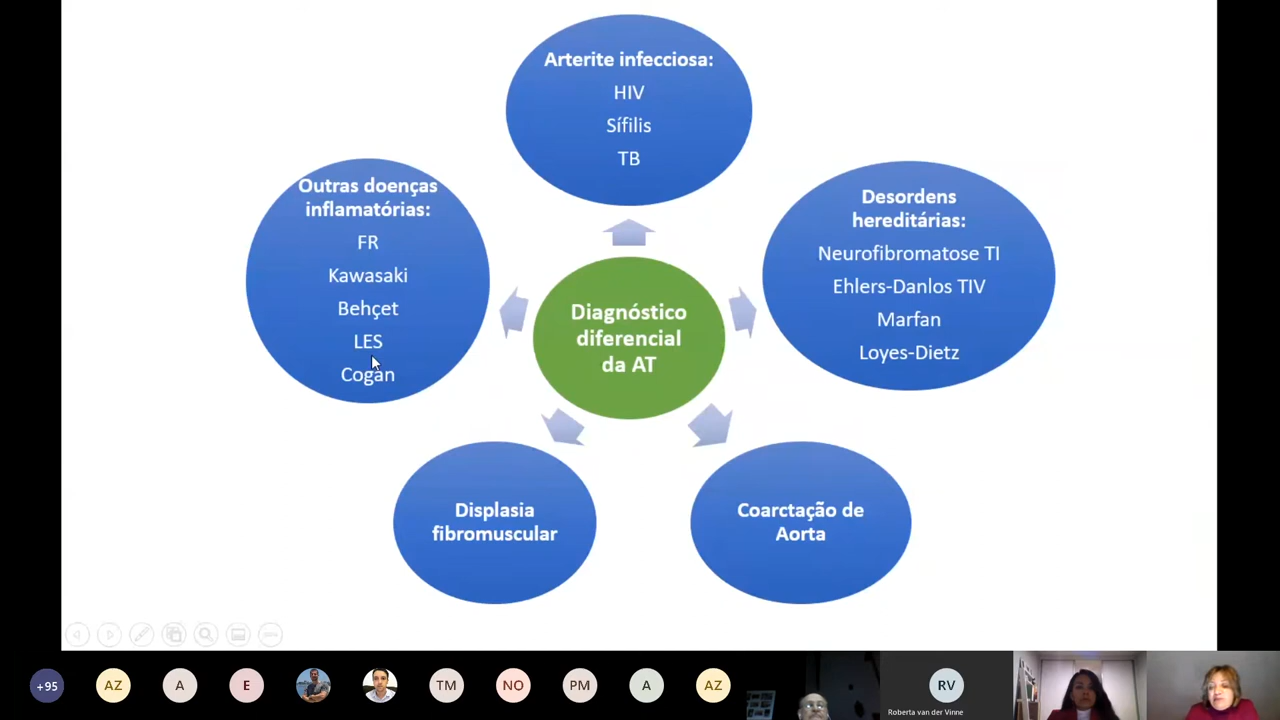 Arterite infecciosa:
HIV
Sífilis
TB
Outras doenças
inflamatórias:
FR
Kawasaki
Behçet
LES
Cogan
Desordens
hereditárias:
Neurofibromatose TI
Ehlers-Danlos TIV
Marfan
Loyes-Dietz
Diagnóstico
diferencial
da AT
Displasia
fibromuscular
Coarctação de
Aorta
+95
AZ
A
E
TM
NO
PM
A
AZ
RV
Roberta van der Vinne